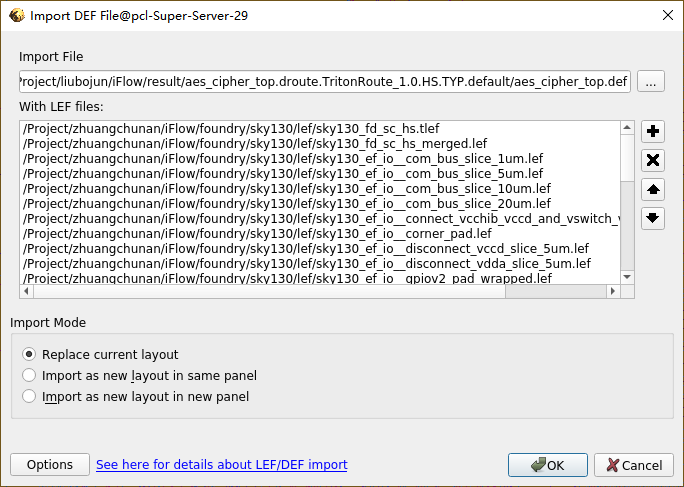 Import DEF File@pcl-Super-Server-29
Import File
Project/liubojun/iFlow/result/aes_cipher_top.droute.TritonRoute_1.0.HS.TYP.default/aes_cipher_top.def
...
With LEF files:
/Project/zhuangchunan/iFlow/foundry/sky130/lef/sky130_fd_sc_hs.tlef
/Project/zhuangchunan/iFlow/foundry/sky130/lef/sky130_fd_sc_hs_merged.lef
/Project/zhuangchunan/iFlow/foundry/sky130/lef/sky130_ef_io__com_bus_slice_1um.lef
/Project/zhuangchunan/iFlow/foundry/sky130/lef/sky130_ef_io__com_bus_slice_5um.lef
/Project/zhuangchunan/iFlow/foundry/sky130/lef/sky130_ef_io__com_bus_slice_10um.lef
/Project/zhuangchunan/iFlow/foundry/sky130/lef/sky130_ef_io__com_bus_slice_20um.lef
/Project/zhuangchunan/iFlow/foundry/sky130/lef/sky130_ef_io__connect_vcchib_vccd_and_vswitch_v
/Project/zhuangchunan/iFlow/foundry/sky130/lef/sky130_ef_io__corner_pad.lef
/Project/zhuangchunan/iFlow/foundry/sky130/lef/sky130_ef_io__disconnect_vccd_slice_5um.lef
/Project/zhuangchunan/iFlow/foundry/sky130/lef/sky130_ef_io__disconnect_vdda_slice_5um.lef
/Project/zhuangchunan/iFlow/foundry/sky130/lef/sky130_ef_io__gpiov2_pad_wrapped.lef
Import Mode
Replace current layout
Import as new layout in same panel
Import as new layout in new panel
Options
See here for details about LEF/DEF import
OK
Cancel